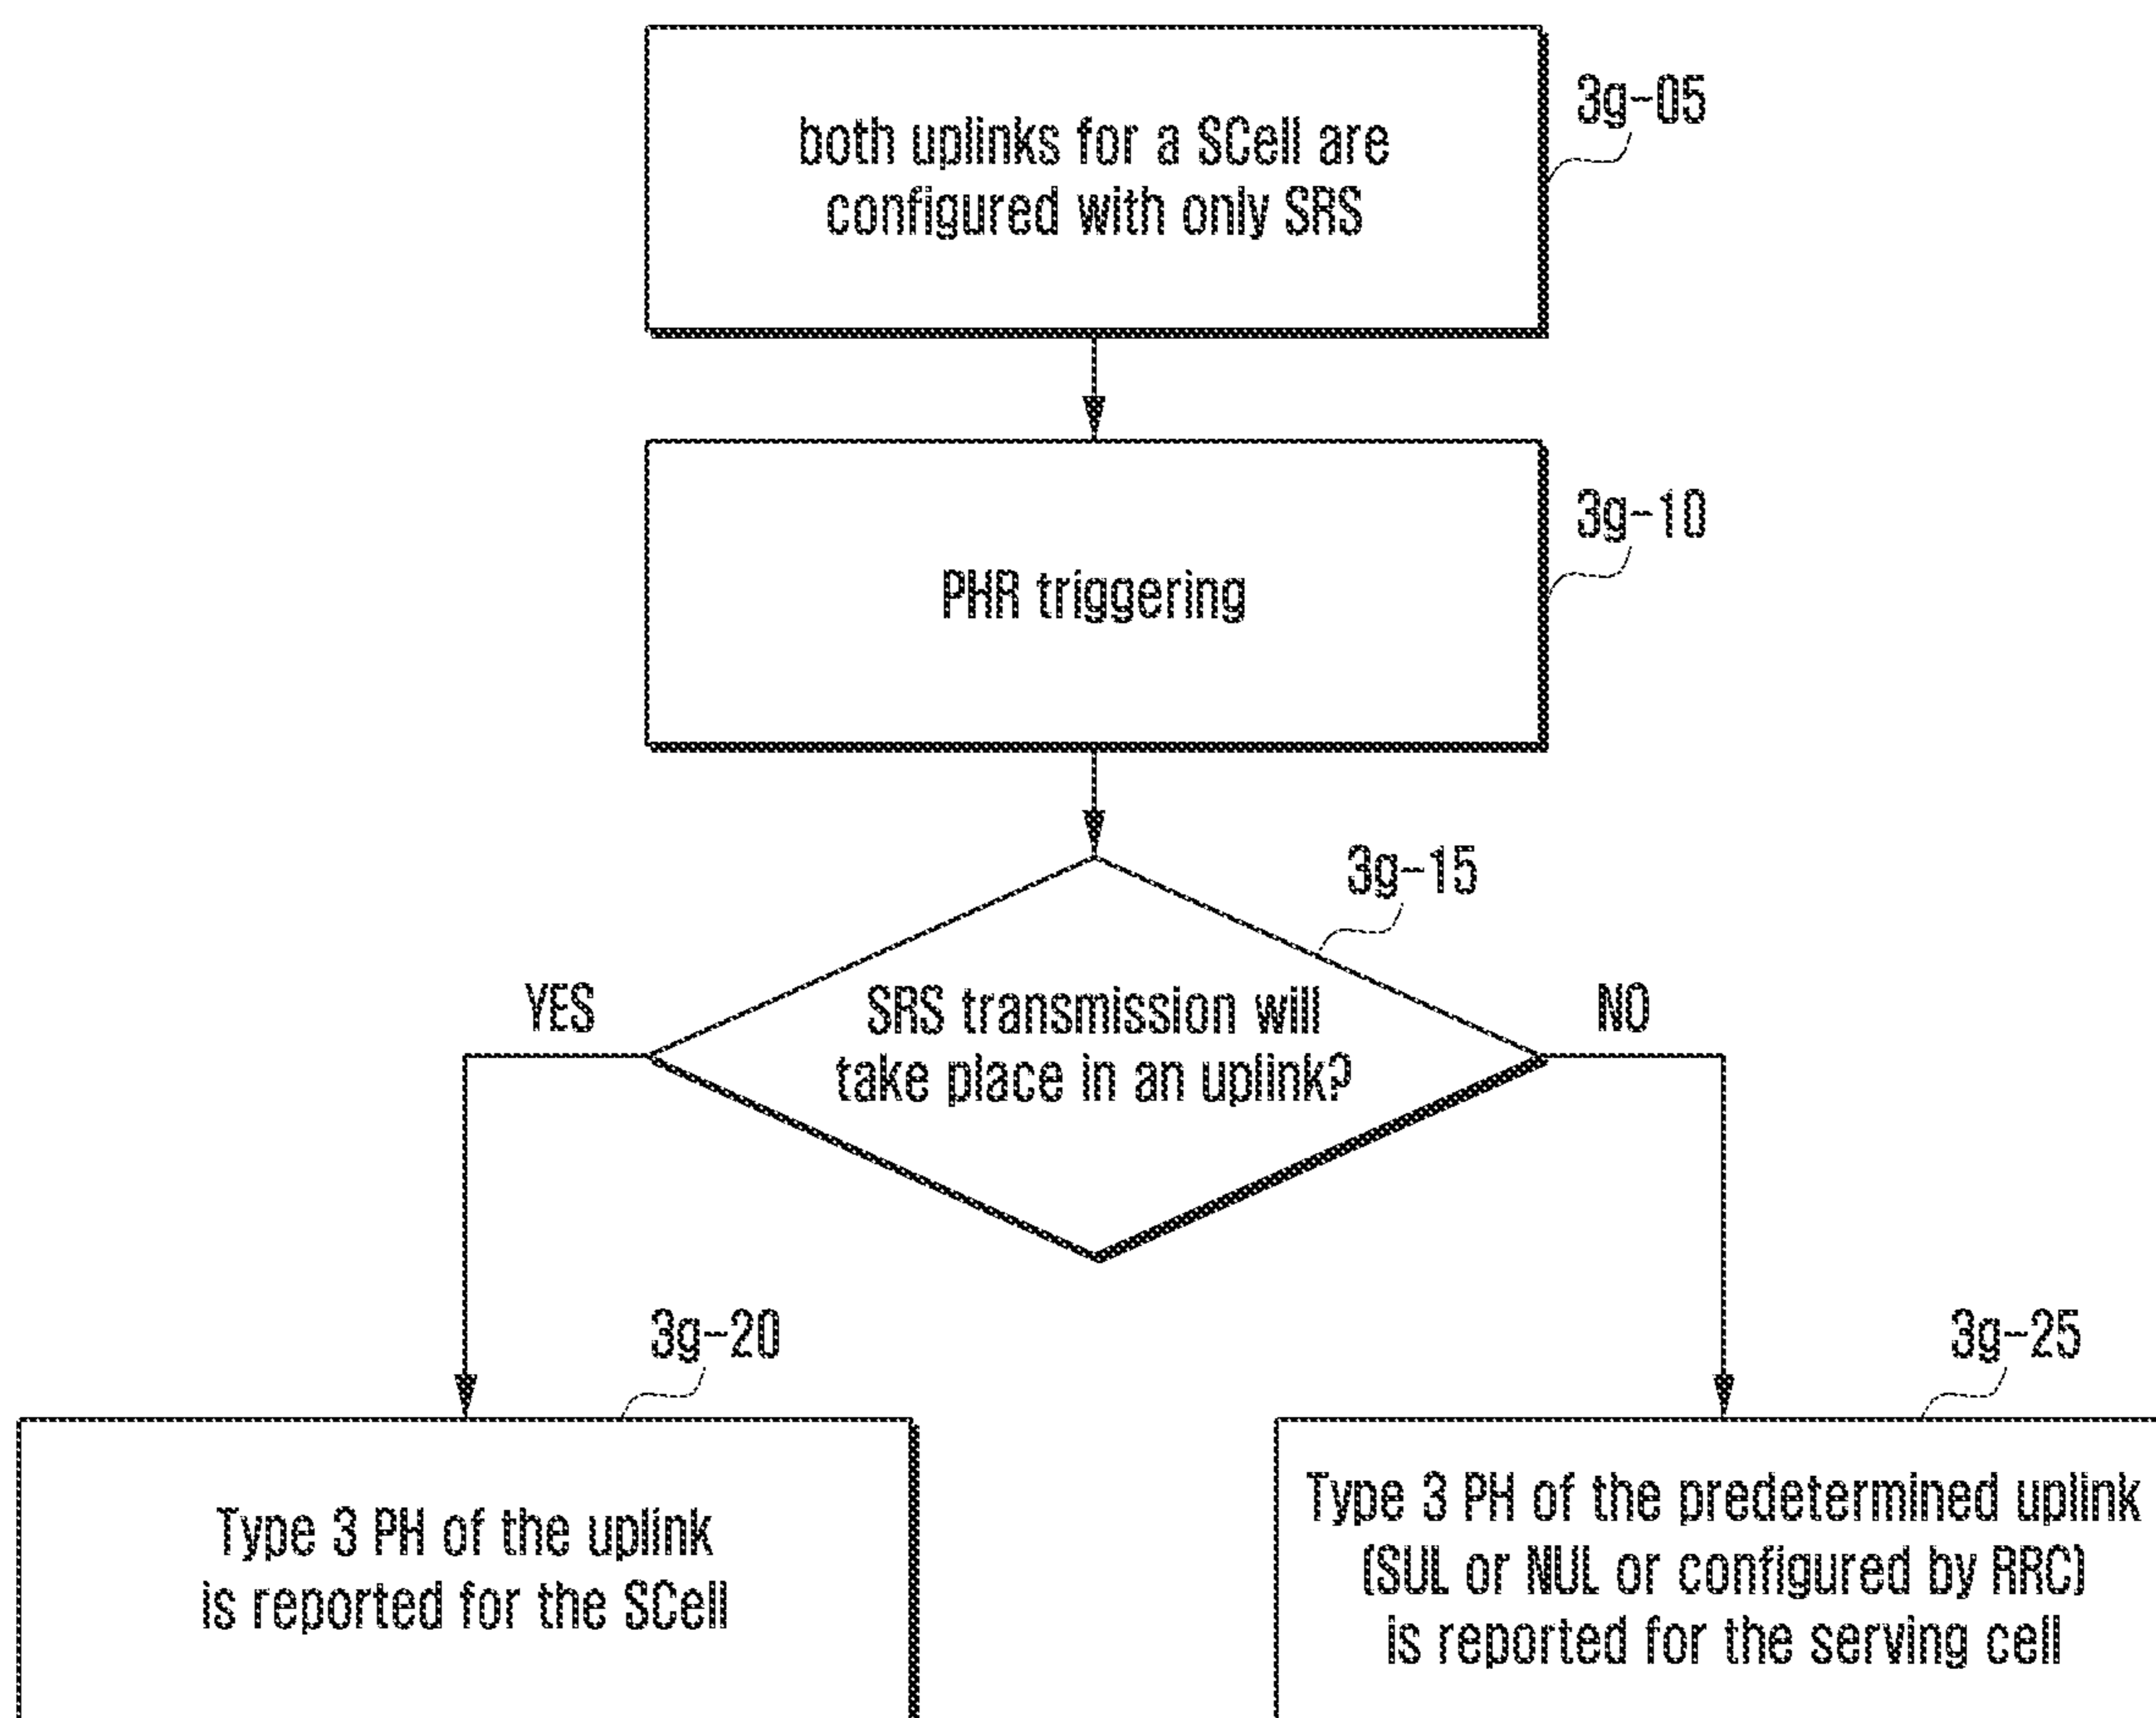 both uplinks for a SCell are
configured with only SRS
3g-05
PHR triggering
3g-10
3g-15
SRS transmission will
take place in an uplink?
YES
NO
3g-20
Type 3 PH of the uplink
is reported for the SCell
3g-25
Type 3 PH of the predetermined uplink
(SUL or NUL or configured by RRC)
is reported for the serving cell